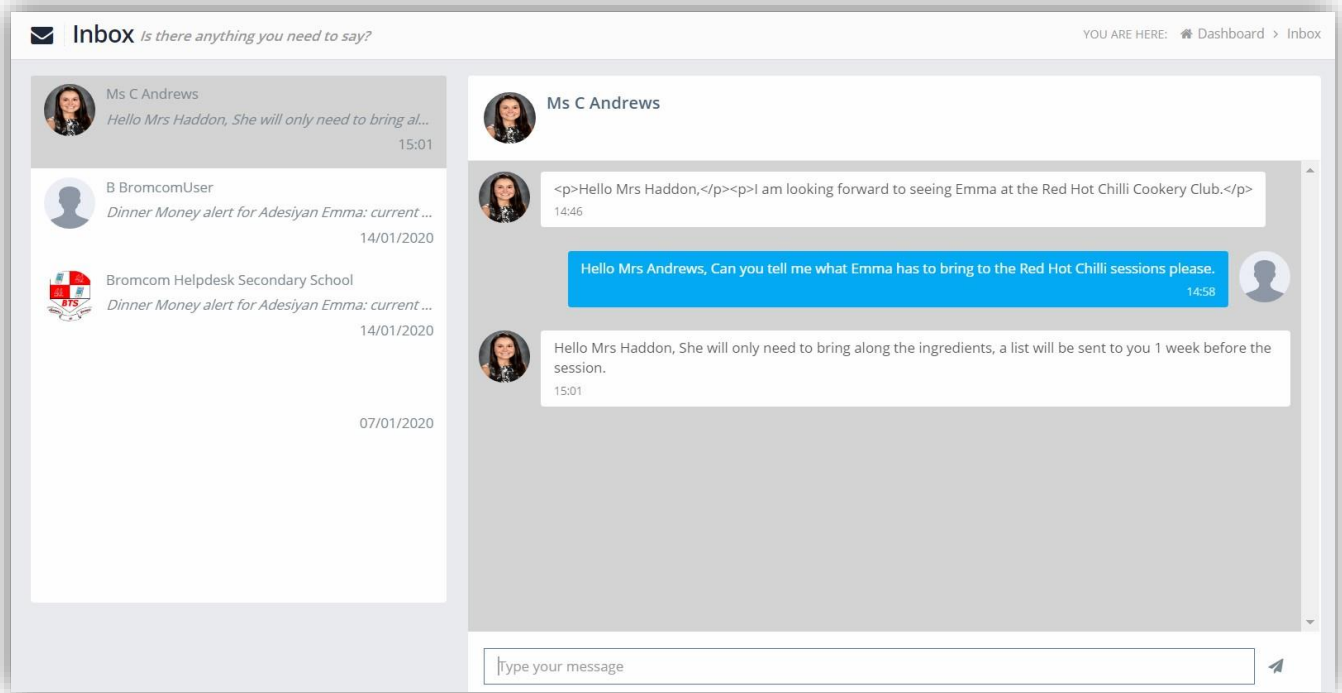 Inbox Is there anything you need to say?
YOU ARE HERE: Dashboard > Inbox
Ms C Andrews
Hello Mrs Haddon, She will only need to bring al...
15:01
B BromcomUser
Dinner Money alert for Adesiyan Emma: current ...
14/01/2020
BTS
Bromcom Helpdesk Secondary School
Dinner Money alert for Adesiyan Emma: current ...
14/01/2020
07/01/2020
Ms C Andrews
<p>Hello Mrs Haddon,</p><p>I am looking forward to seeing Emma at the Red Hot Chilli Cookery Club.</p>
14:46
Hello Mrs Andrews, Can you tell me what Emma has to bring to the Red Hot Chilli sessions please.
14:58
Hello Mrs Haddon, She will only need to bring along the ingredients, a list will be sent to you 1 week before the
session.
15:01
Type your message